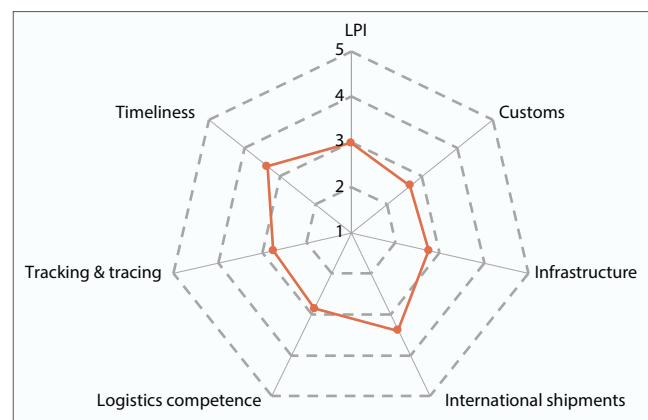 LPI
5
4
3
2
1
Timeliness
Customs
Tracking & tracing
Infrastructure
Logistics competence
International shipments